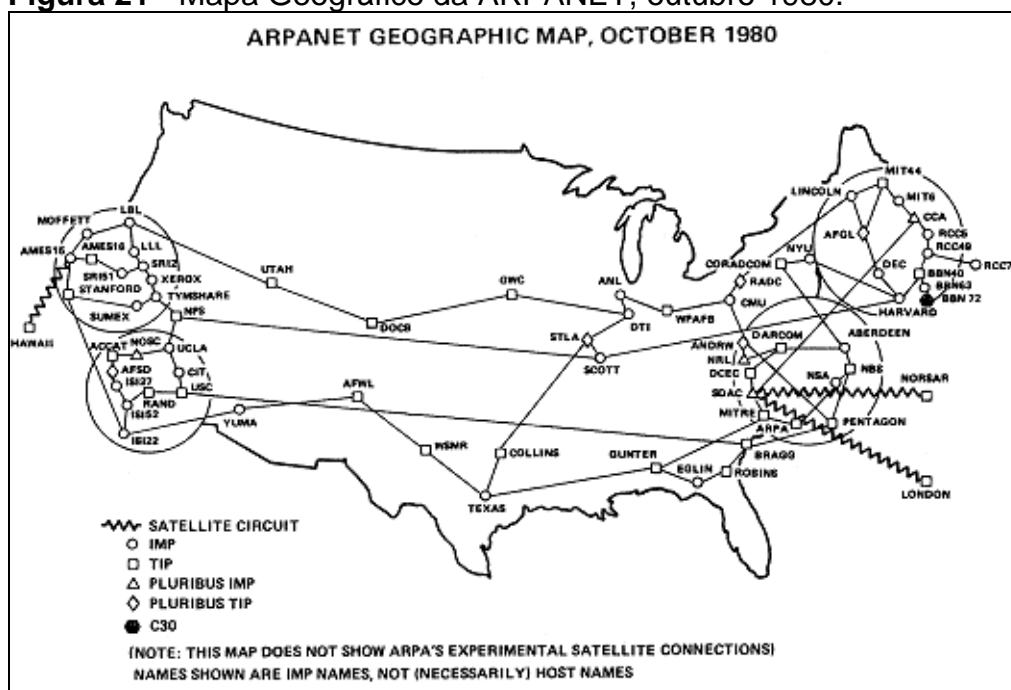 Figura 21 - Mapa Geográfico da ARPANET, outubro 1980.
ARPANET GEOGRAPHIC MAP, OCTOBER 1980
MIT44
LINCOLN
MIT6
CCA
LBL
MOFFETT
AFGL
RCC5
RCC49
RCC7
AMES15
AMES16
LLL
SRI2
SRI51
XEROX
STANFORD
TYMSHARE
SUMEX
NPS
UTAH
GWC
DOCB
ANL
DTI
WPAFB
CORADCOM
NYU
RADC
DEC
BBN40
BBN63
BBN 72
CMU
HARVARD
HAWAII
STLA
SCOTT
ANDRW
DARCOM
ABERDEEN
NRL
DCEC
NSA
NBS
SDAC
NORSAR
ACCAT
NOSC
UCLA
AFSD
CIT
ISI27
RAND
USC
ISI52
ISI22
YUMA
AFWL
MITRE
ARPA
PENTAGON
WSMR
COLLINS
GUNTER
BRAGG
EGLIN
ROBINS
TEXAS
LONDON
SATELLITE CIRCUIT
IMP
TIP
PLURIBUS IMP
PLURIBUS TIP
C30
(NOTE: THIS MAP DOES NOT SHOW ARPA'S EXPERIMENTAL SATELLITE CONNECTIONS)
NAMES SHOWN ARE IMP NAMES, NOT (NECESSARILY) HOST NAMES